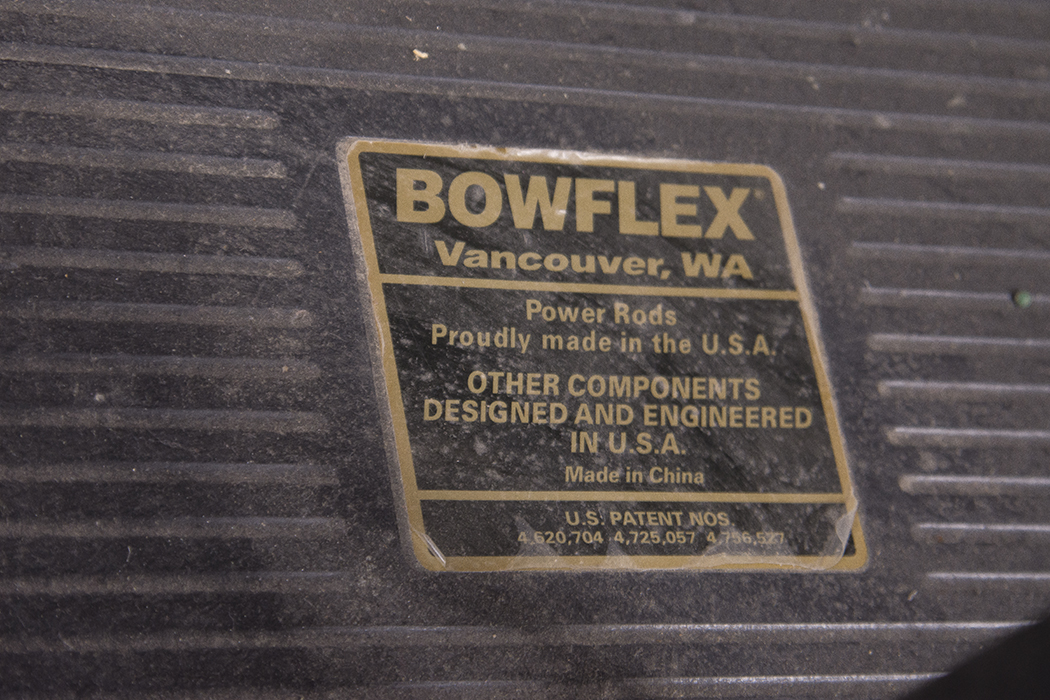 BOWFLEX®
Vancouver, WA
Power Rods
Proudly made in the U.S.A.
OTHER COMPONENTS
DESIGNED AND ENGINEERED
IN U.S.A.
Made in China
U.S. PATENT NOS.
4,620,704 4,725,057 4,756,527